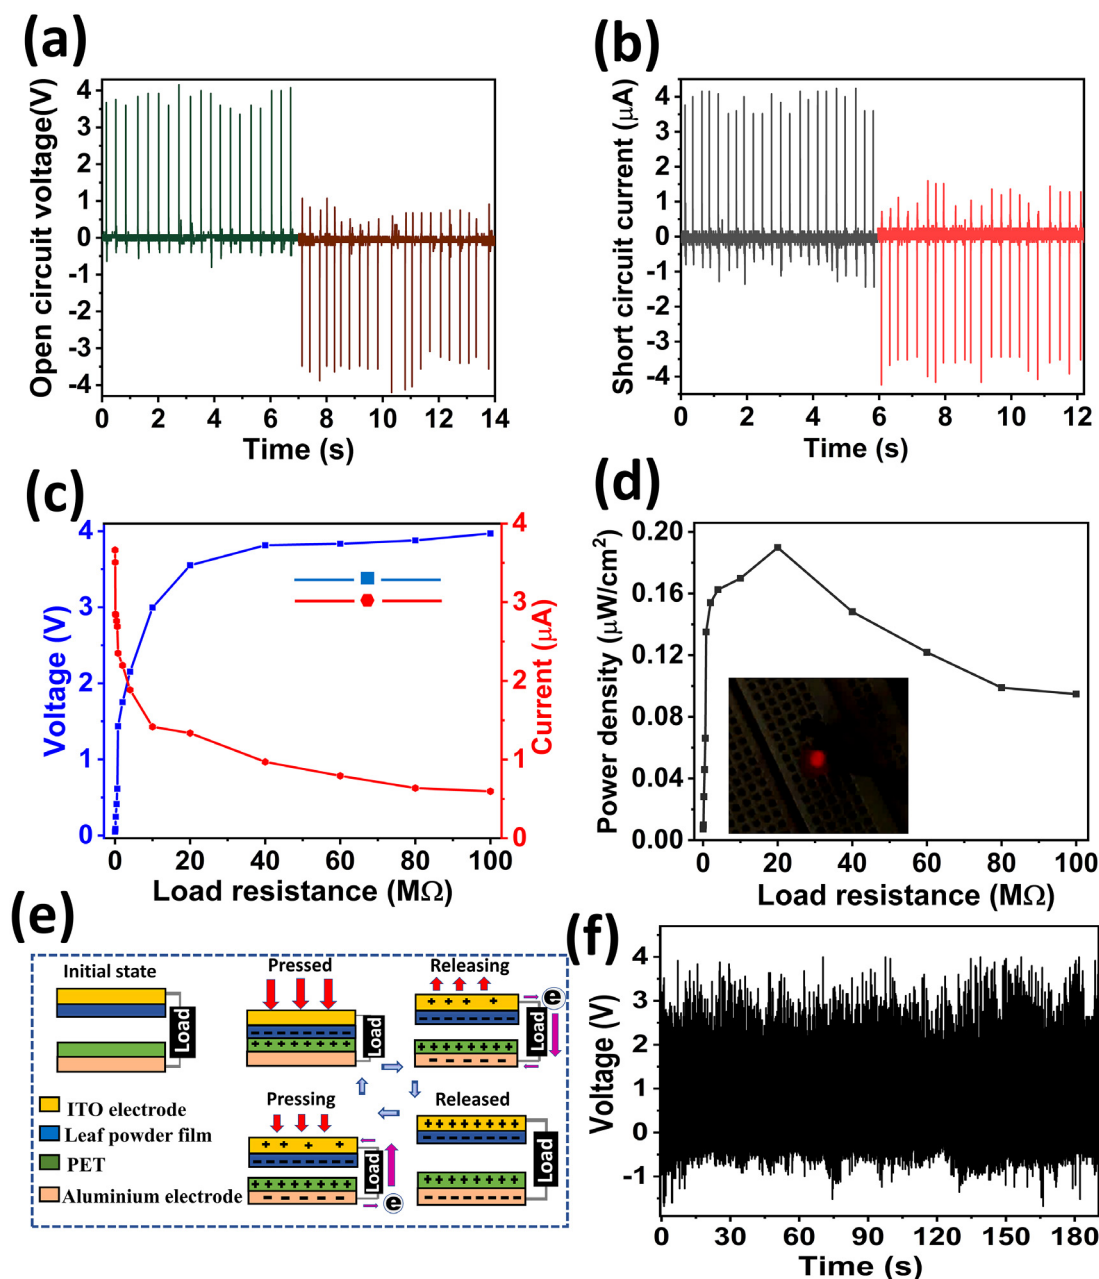 (a)
Open circuit voltage(V)
4
3
2
1
0
-1
-2
-3
-4
0 2 4 6 8 10 12 14
Time (s)
(b)
Short circuit current (μA)
4
3
2
1
0
-1
-2
-3
-4
0 2 4 6 8 10 12
Time (s)
(c)
Voltage (V)
4
3
2
1
0
Current (μA)
4
3
2
1
0
0 20 40 60 80 100
Load resistance (MΩ)
(d)
Power density (μW/cm²)
0.20
0.16
0.12
0.08
0.04
0.00
0 20 40 60 80 100
Load resistance (MΩ)
(e)
Initial state
Load
Pressed
Load
Releasing
e
Load
Pressing
Load
e
Released
Load
ITO electrode
Leaf powder film
PET
Aluminium electrode
(f)
Voltage (V)
4
3
2
1
0
-1
0 30 60 90 120 150 180
Time (s)